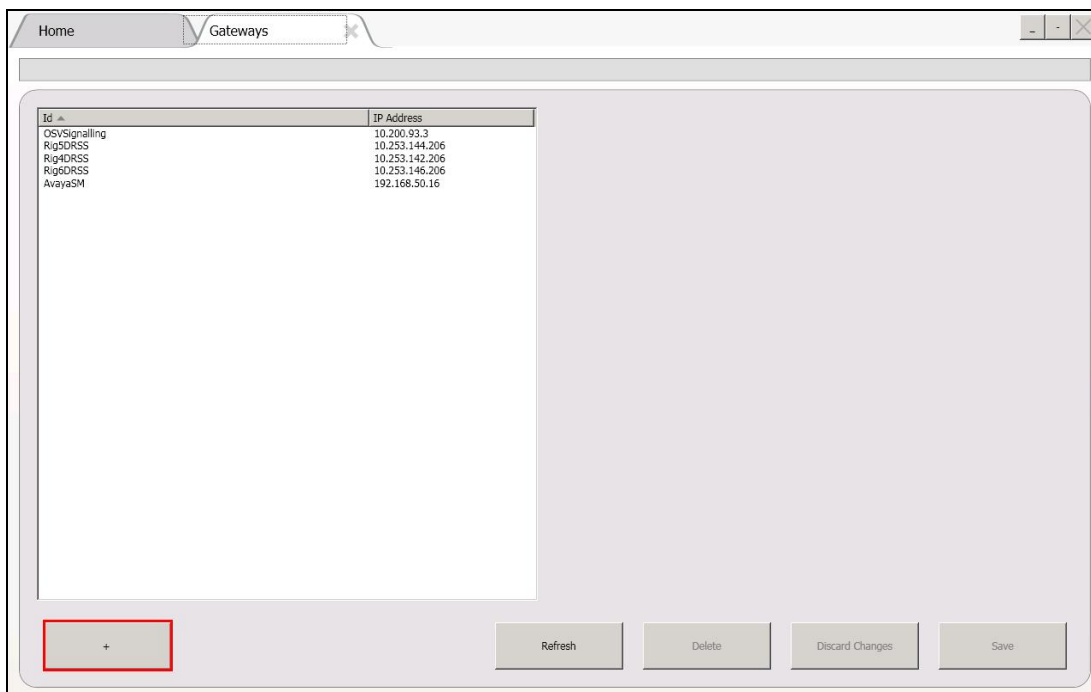 Home Gateways
Id IP Address
OSVSignalling 10.200.93.3
Rig5DRSS 10.253.144.206
Rig4DRSS 10.253.142.206
Rig6DRSS 10.253.146.206
AvayaSM 192.168.50.16
+ Refresh Delete Discard Changes Save